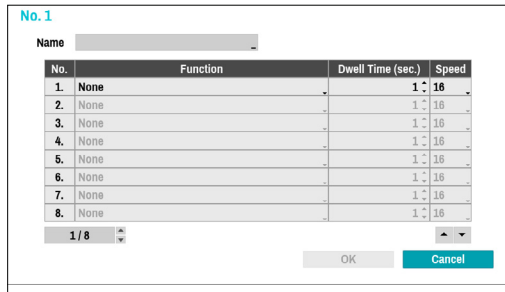 No. 1
Name
No. Function Dwell Time (sec.) Speed
1. None 1 16
2. None 1 16
3. None 1 16
4. None 1 16
5. None 1 16
6. None 1 16
7. None 1 16
8. None 1 16
1 / 8
OK Cancel